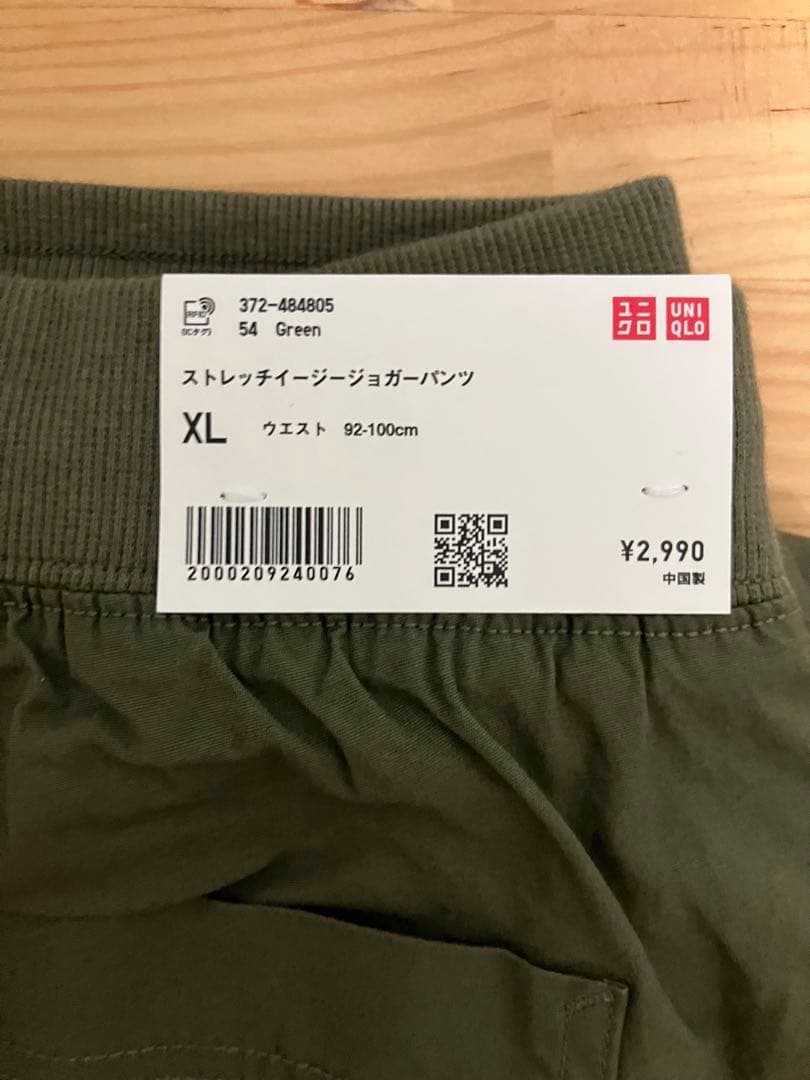 RFID
(ICタグ)
372-484805
54 Green
ユニ
クロ
UNI
QLO
ストレッチイージージョガーパンツ
XL ウエスト 92-100cm
2000209240076
¥2,990
中国製